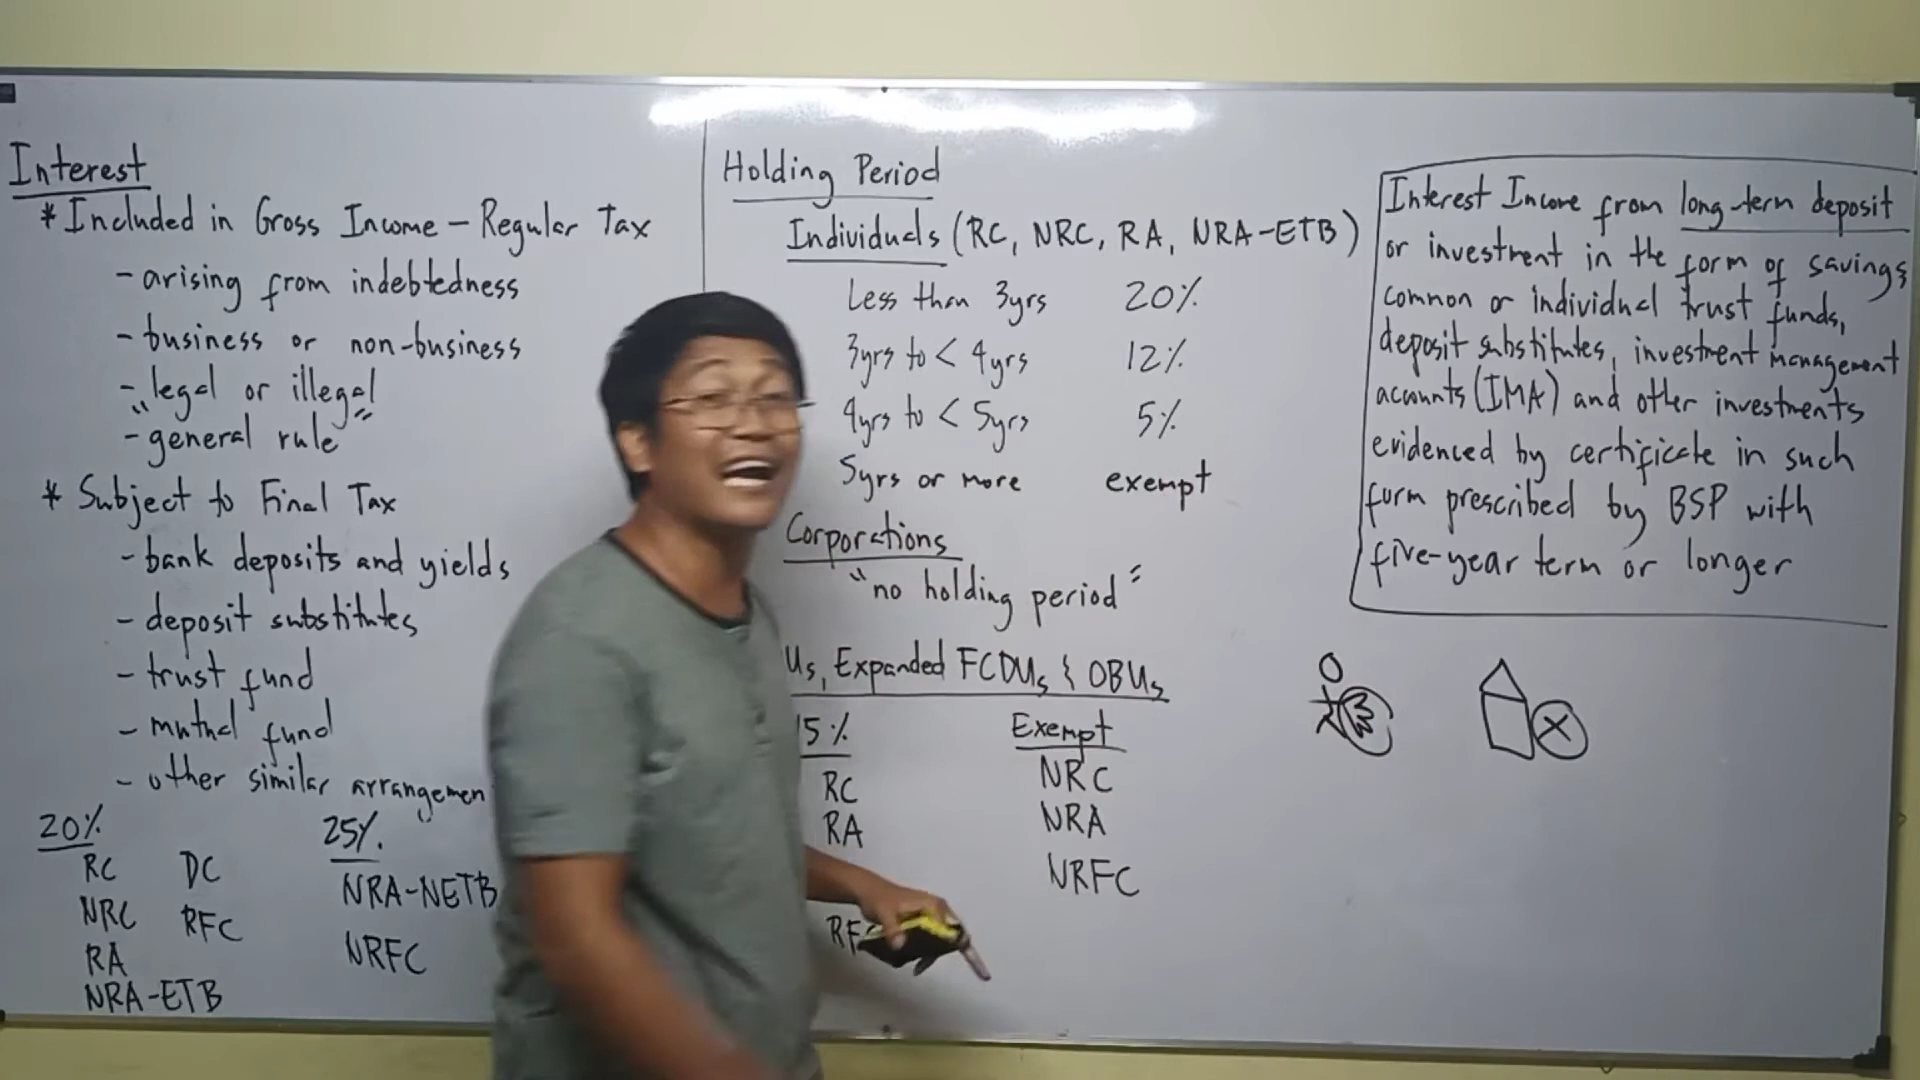 Interest
* Included in Gross Income - Regular Tax
- arising from indebtedness
- business or non-business
- legal or illegal
- "general rule"
* Subject to Final Tax
- bank deposits and yields
- deposit substitutes
- trust fund
- mutual fund
- other similar arrangemen
20%
RC DC
NRC RFC
RA
NRA-ETB
25%
NRA-NETB
NRFC
Holding Period
Individuals (RC, NRC, RA, NRA-ETB)
Less than 3yrs 20%
3yrs to < 4yrs 12%
4yrs to < 5yrs 5%
5yrs or more exempt
Corporations
"no holding period"
Us, Expanded FCDUs & OBUs
15% Exempt
RC NRC
RA NRA
NRFC
Interest Income from long-term deposit
or investment in the form of savings
common or individual trust funds,
deposit substitutes, investment management
accounts (IMA) and other investments
evidenced by certificate in such
form prescribed by BSP with
five-year term or longer